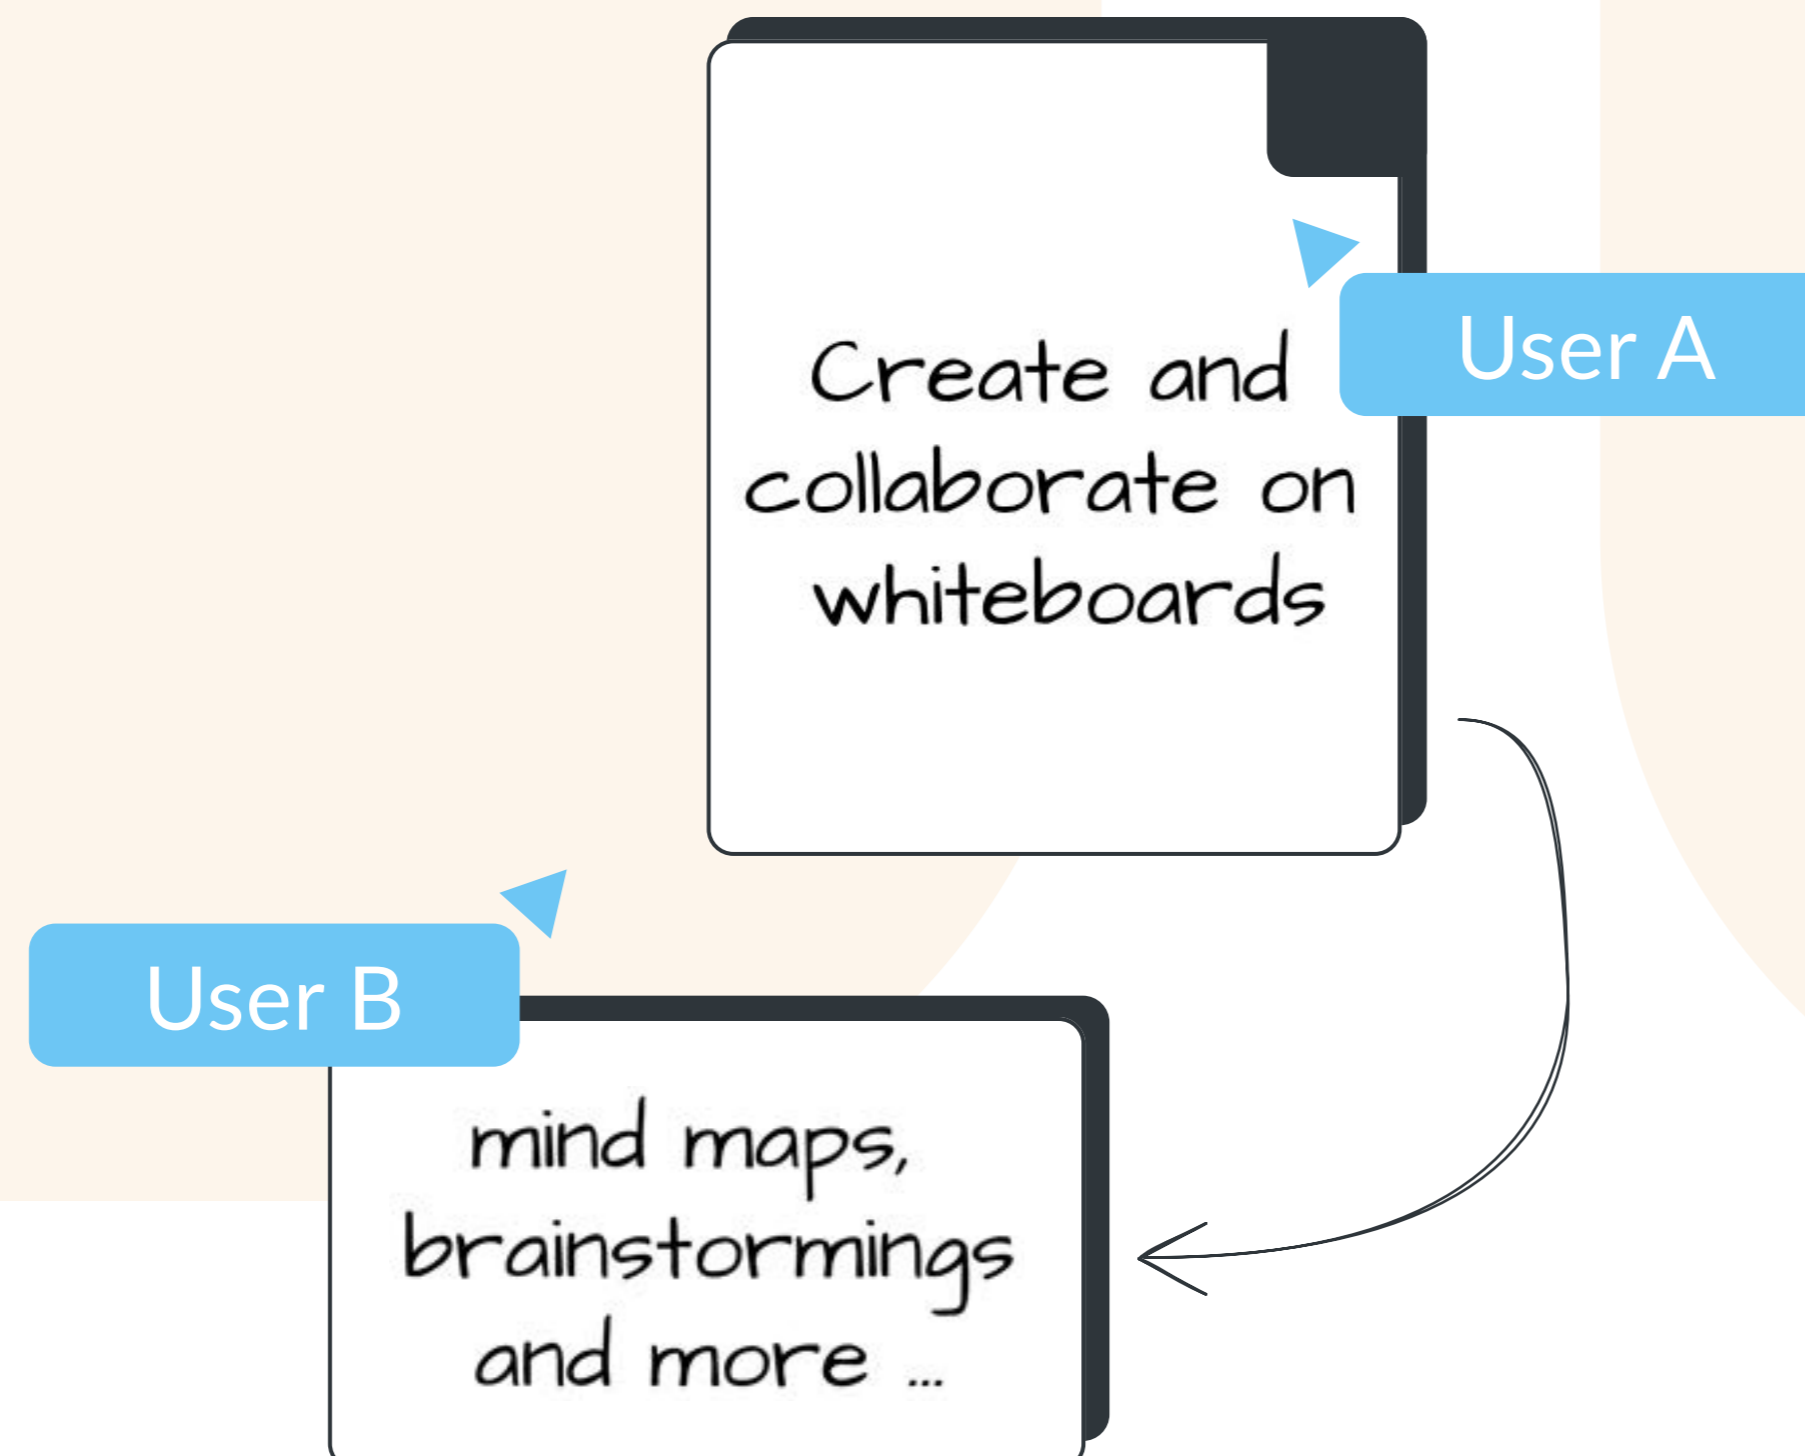 User A
Create and
collaborate on
whiteboards
User B
mind maps,
brainstormings
and more ...